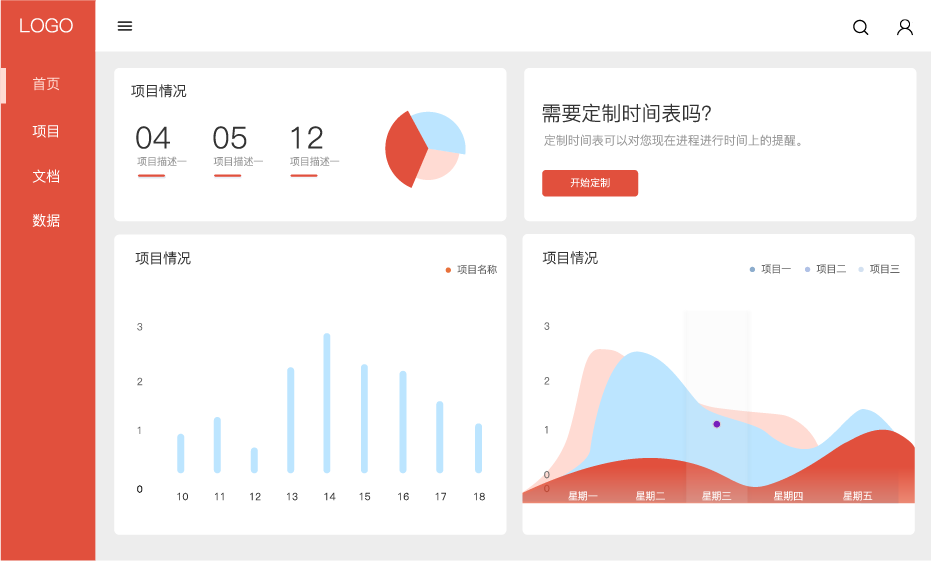 LOGO
首页
项目
文档
数据
项目情况
04 05 12
项目描述一 项目描述一 项目描述一
需要定制时间表吗?
定制时间表可以对您现在进程进行时间上的提醒。
开始定制
项目情况
项目名称
3
2
1
0
10 11 12 13 14 15 16 17 18
项目情况
项目一 项目二 项目三
3
2
1
0
0
星期一 星期二 星期三 星期四 星期五